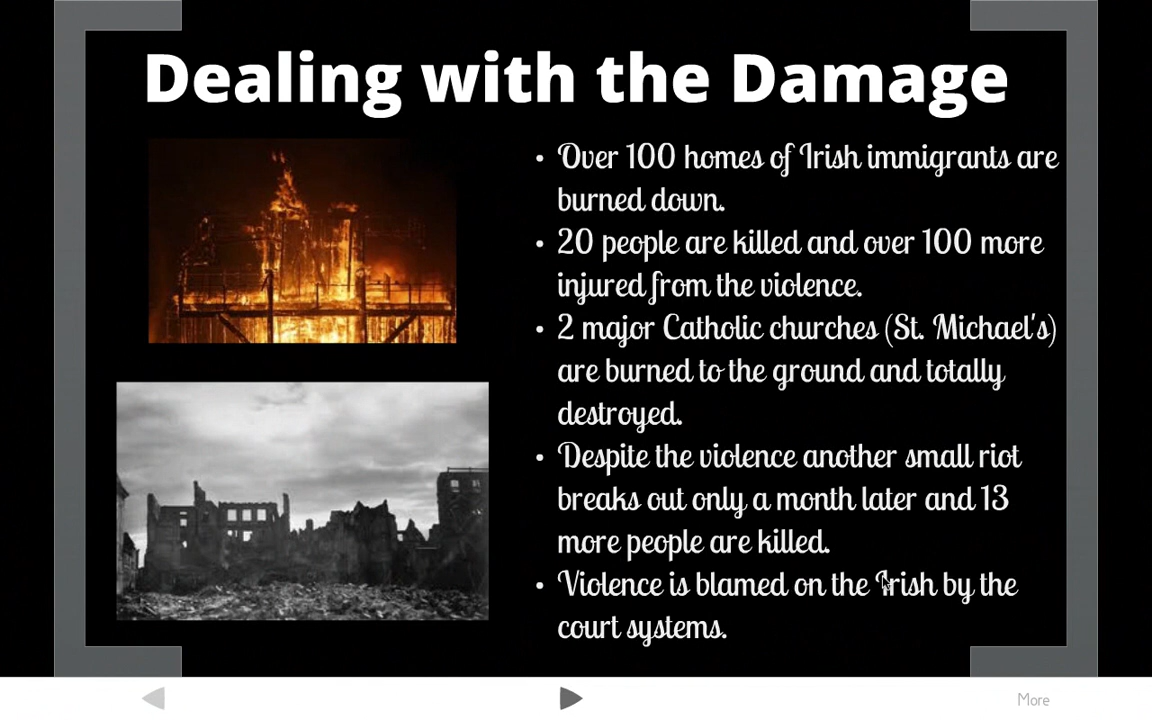 Dealing with the Damage
• Over 100 homes of Irish immigrants are
burned down.
• 20 people are killed and over 100 more
injured from the violence.
• 2 major Catholic churches (St. Michael's)
are burned to the ground and totally
destroyed.
• Despite the violence another small riot
breaks out only a month later and 13
more people are killed.
• Violence is blamed on the Irish by the
court systems.
More